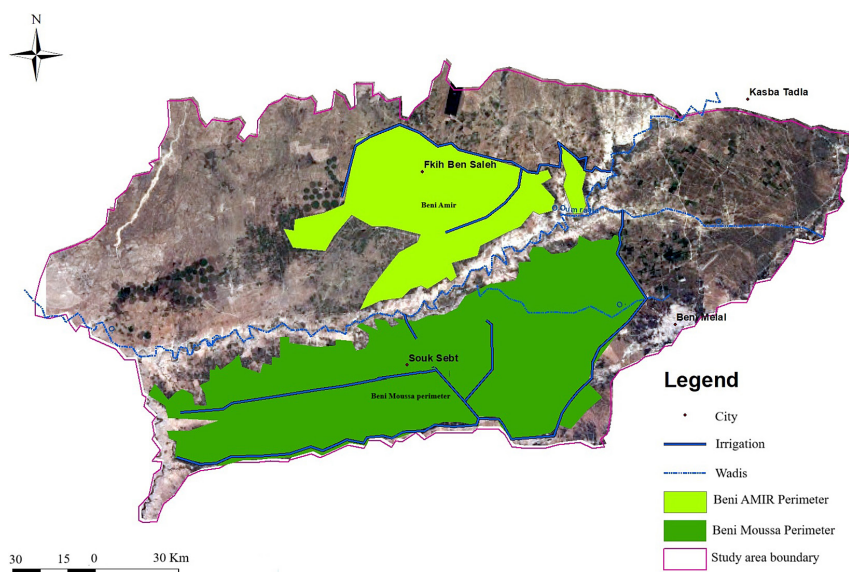 N
Kasba Tadla
Fkih Ben Saleh
Beni Amir
Beni Melal
Souk Sebt
Beni Moussa perimeter
Legend
City
Irrigation
Wadis
Beni AMIR Perimeter
Beni Moussa Perimeter
Study area boundary
30 15 0 30 Km